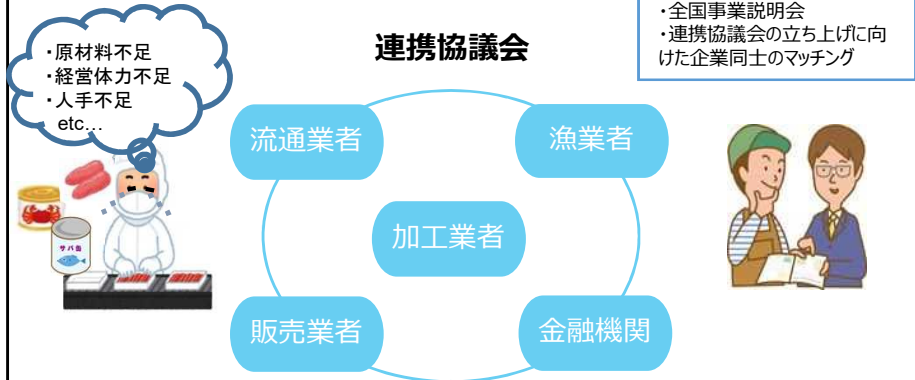 ・全国事業説明会
・連携協議会の立ち上げに向
けた企業同士のマッチング
連携協議会
・原材料不足
・経営体力不足
・人手不足
etc…
流通業者
漁業者
加工業者
販売業者
金融機関
サバ缶